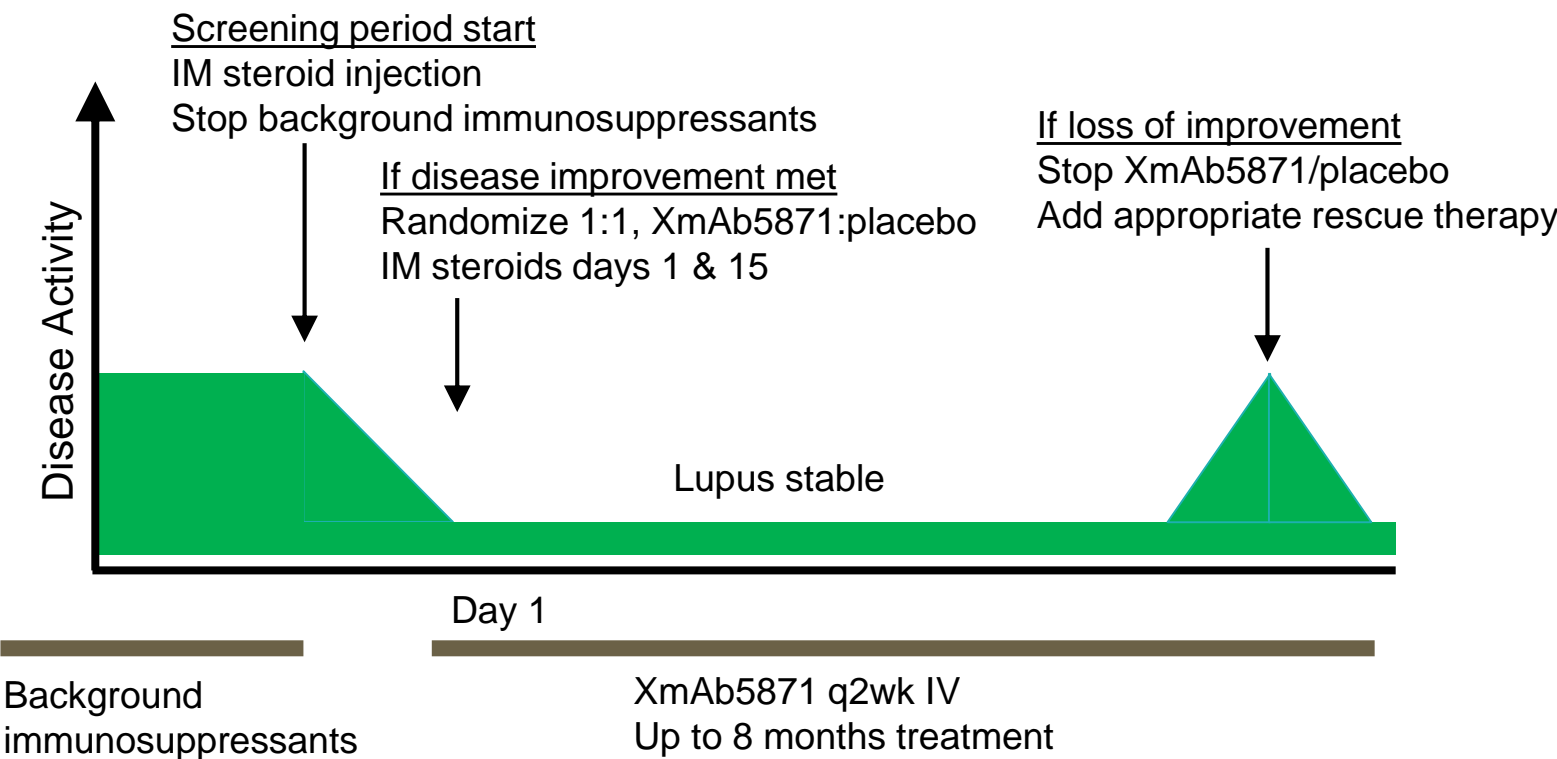 Screening period start
IM steroid injection
Stop background immunosuppressants
If disease improvement met
Randomize 1:1, XmAb5871:placebo
IM steroids days 1 & 15
If loss of improvement
Stop XmAb5871/placebo
Add appropriate rescue therapy
Disease Activity
Lupus stable
Day 1
Background
immunosuppressants
XmAb5871 q2wk IV
Up to 8 months treatment